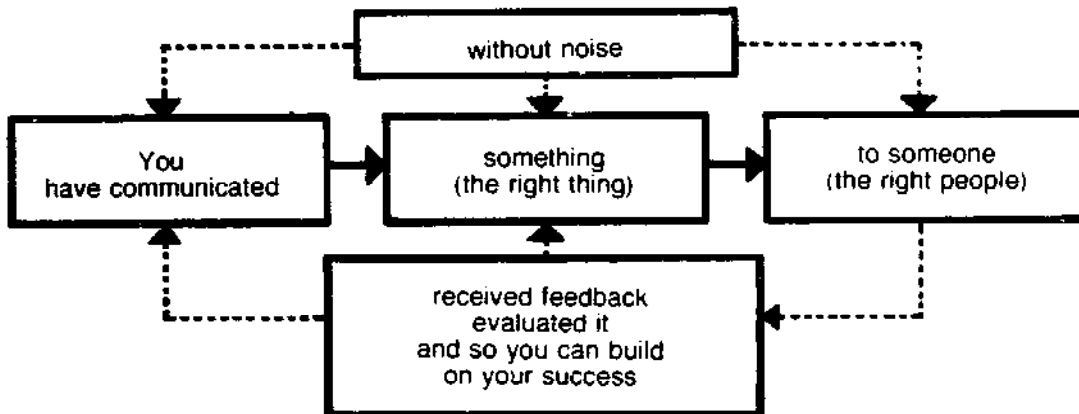 without noise
You
have communicated
something
(the right thing)
to someone
(the right people)
received feedback
evaluated it
and so you can build
on your success